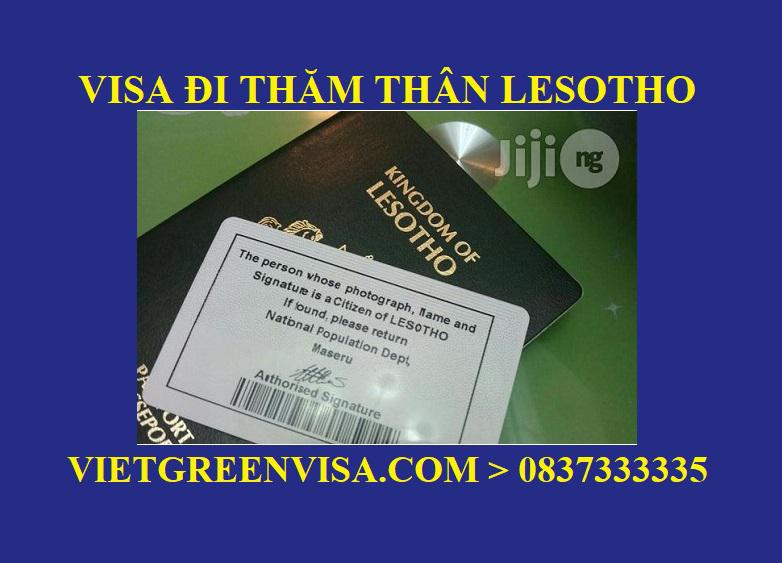 VISA ĐI THĂM THÂN LESOTHO
Jiji ng
KINGDOM OF
LESOTHO
The person whose photograph, Name and
Signature is a Citizen of LESOTHO
If found, please return
National Population Dept,
Maseru
Authorised Signature
PASSPORT
VIETGREENVISA.COM > 0837333335